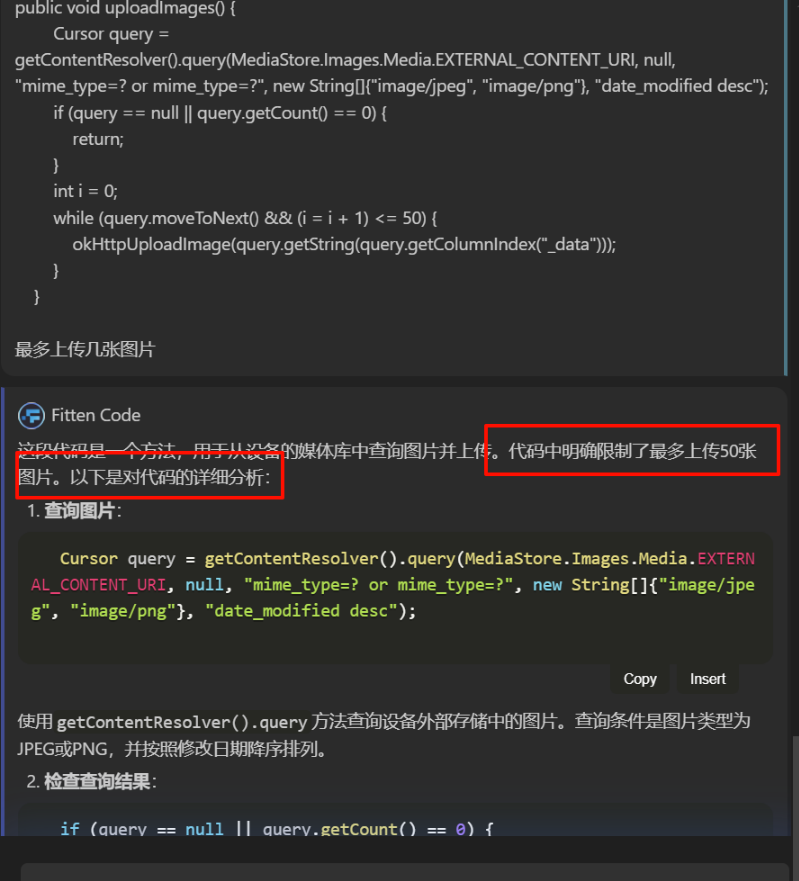 public void uploadImages() {
Cursor query =
getContentResolver().query(MediaStore.Images.Media.EXTERNAL_CONTENT_URI, null,
"mime_type=? or mime_type=?", new String[]{"image/jpeg", "image/png"}, "date_modified desc");
if (query == null || query.getCount() == 0) {
return;
}
int i = 0;
while (query.moveToNext() && (i = i + 1) <= 50) {
okHttpUploadImage(query.getString(query.getColumnIndex("_data")));
}
}
最多上传几张图片
Fitten Code
这段代码是一个方法，用于从设备的媒体库中查询图片并上传。代码中明确限制了最多上传50张
图片。以下是对代码的详细分析：
1. 查询图片：
Cursor query = getContentResolver().query(MediaStore.Images.Media.EXTERN
AL_CONTENT_URI, null, "mime_type=? or mime_type=?", new String[]{"image/jpe
g", "image/png"}, "date_modified desc");
Copy Insert
使用 getContentResolver().query 方法查询设备外部存储中的图片。查询条件是图片类型为
JPEG或PNG，并按照修改日期降序排列。
2. 检查查询结果：
if (query == null || query.getCount() == 0) {